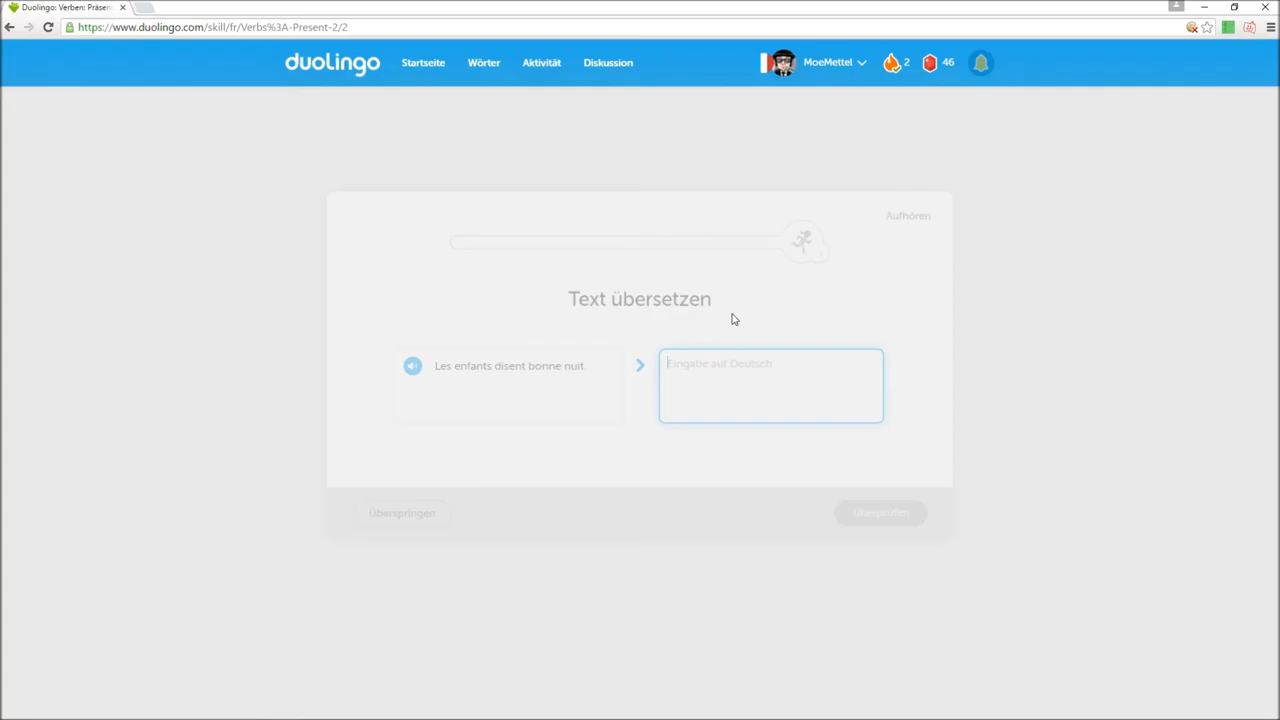 Duolingo: Verben: Präsen
https://www.duolingo.com/skill/fr/Verbs%3A-Present-2/2
duolingo
Startseite
Wörter
Aktivität
Diskussion
MoeMettel
2
46
Aufhören
Text übersetzen
Les enfants disent bonne nuit.
Eingabe auf Deutsch
Überspringen
Überprüfen